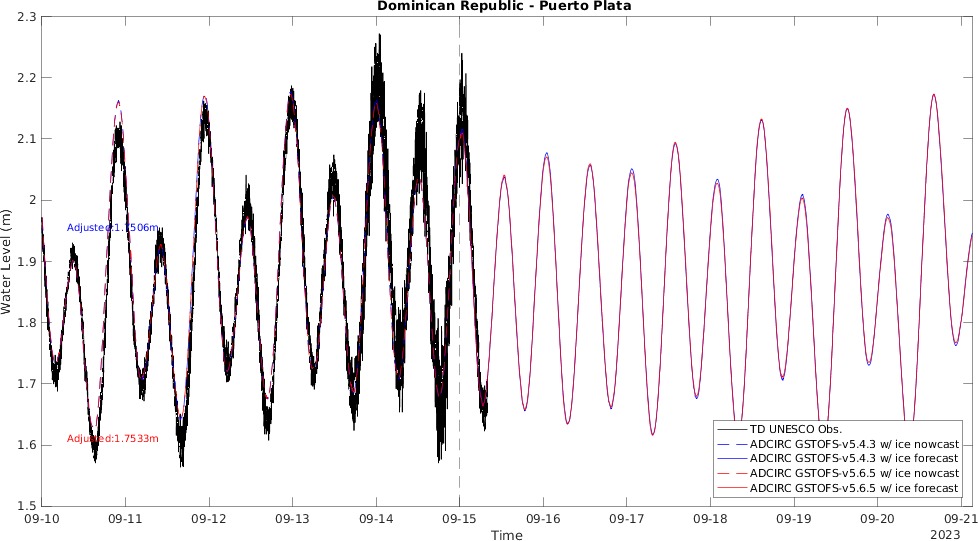 Dominican Republic - Puerto Plata
2.3
2.2
2.1
2
1.9
1.8
1.7
1.6
1.5
Water Level (m)
Adjusted:1.7506m
Adjusted:1.7533m
TD UNESCO Obs.
ADCIRC GSTOFS-v5.4.3 w/ ice nowcast
ADCIRC GSTOFS-v5.4.3 w/ ice forecast
ADCIRC GSTOFS-v5.6.5 w/ ice nowcast
ADCIRC GSTOFS-v5.6.5 w/ ice forecast
09-10 09-11 09-12 09-13 09-14 09-15 09-16 09-17 09-18 09-19 09-20 09-21
Time
2023